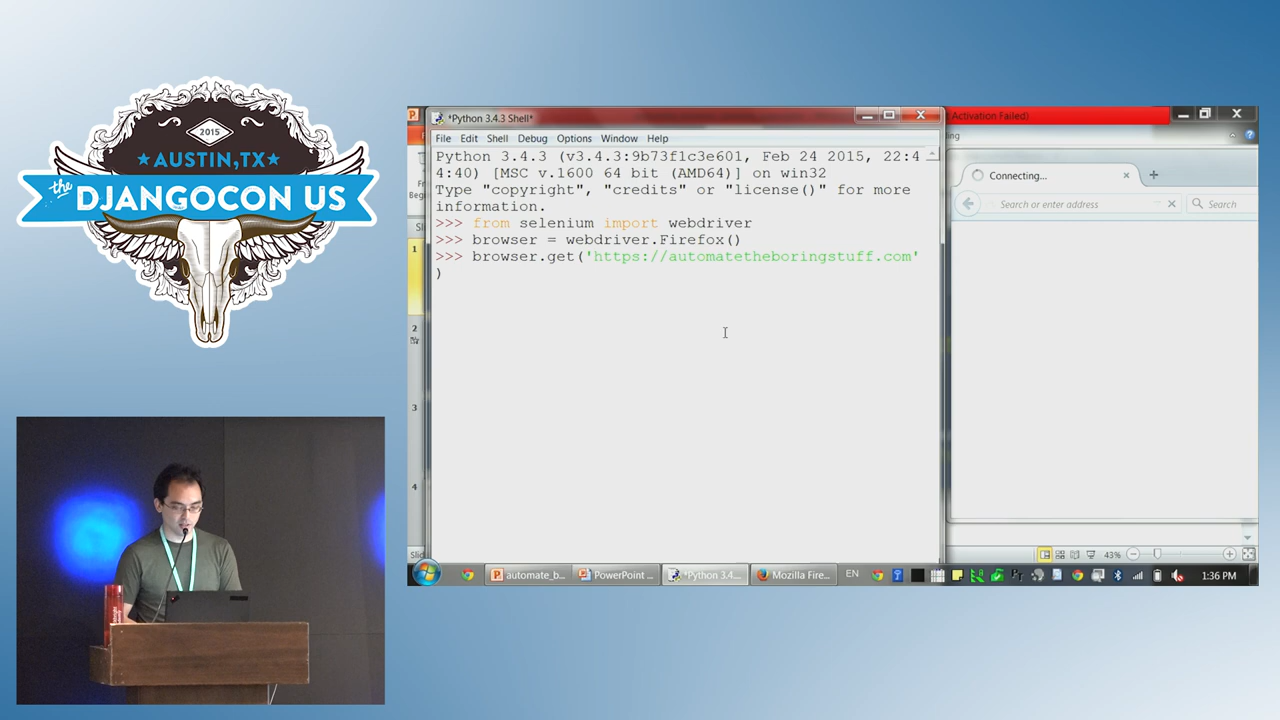 2015
★ AUSTIN, TX ★
the DJANGOCON US
*Python 3.4.3 Shell*
File Edit Shell Debug Options Window Help
Python 3.4.3 (v3.4.3:9b73f1c3e601, Feb 24 2015, 22:4
4:40) [MSC v.1600 64 bit (AMD64)] on win32
Type "copyright", "credits" or "license()" for more
information.
>>> from selenium import webdriver
>>> browser = webdriver.Firefox()
>>> browser.get('https://automatetheboringstuff.com'
)
Activation Failed)
Connecting...
Search or enter address
Search
1
2
3
4
43%
automate_b...
PowerPoint ...
*Python 3.4....
Mozilla Fire...
EN
1:36 PM